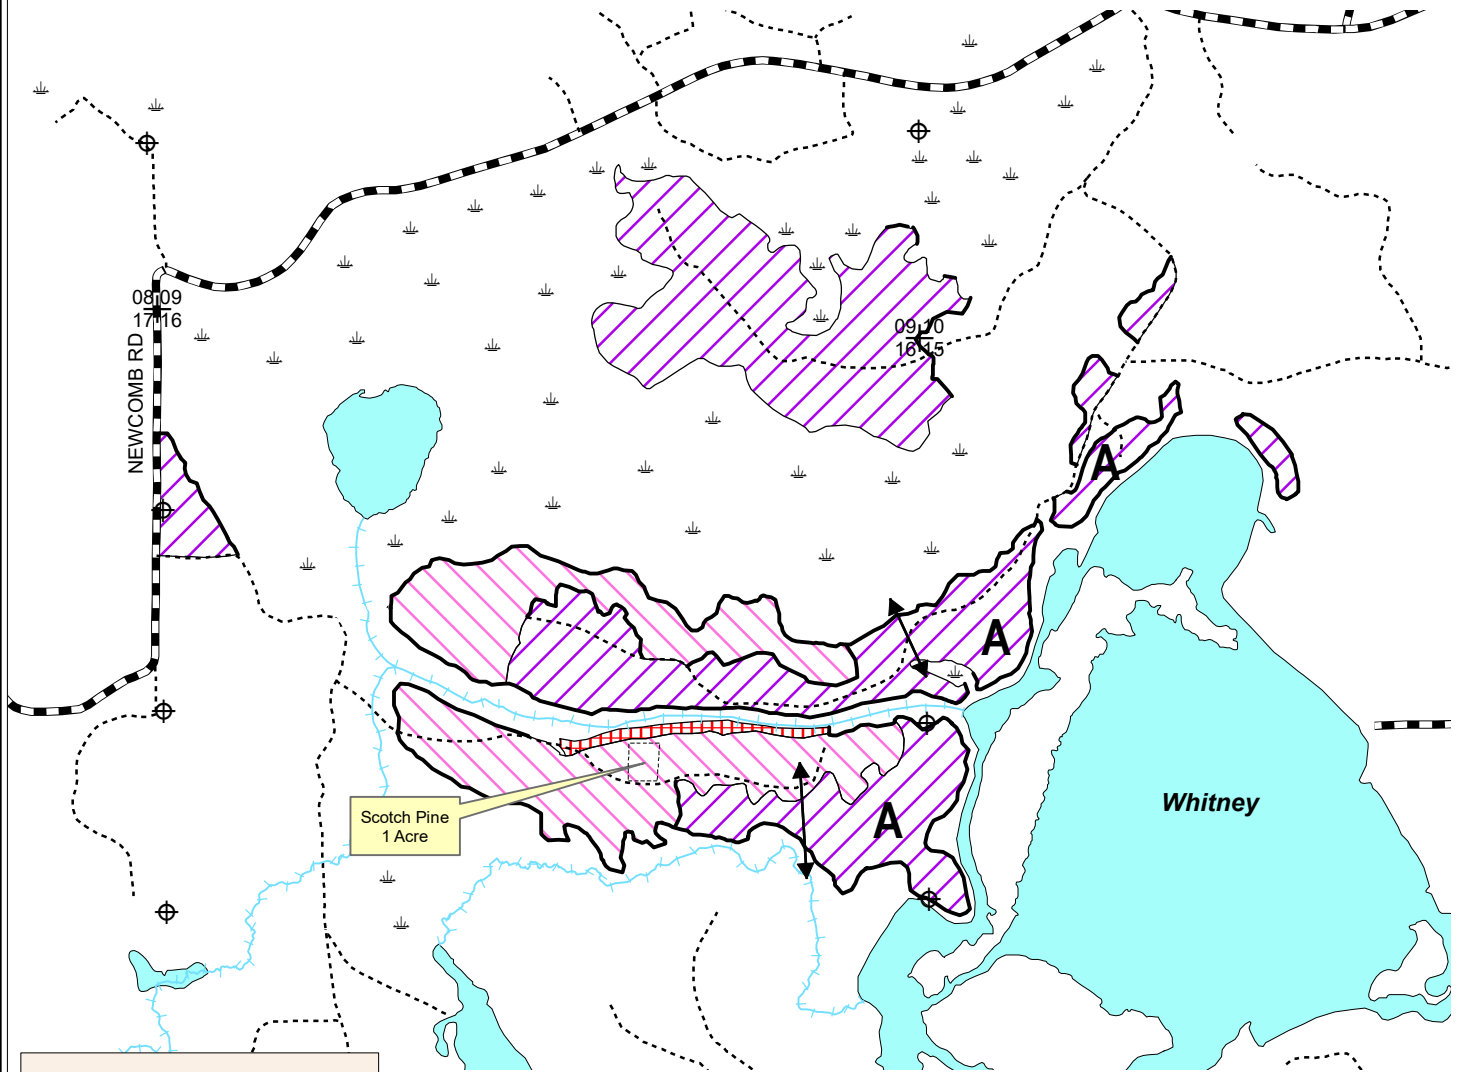 08 09
17 16
NEWCOMB RD
09 10
16 15
A
A
Scotch Pine
1 Acre
A
Whitney